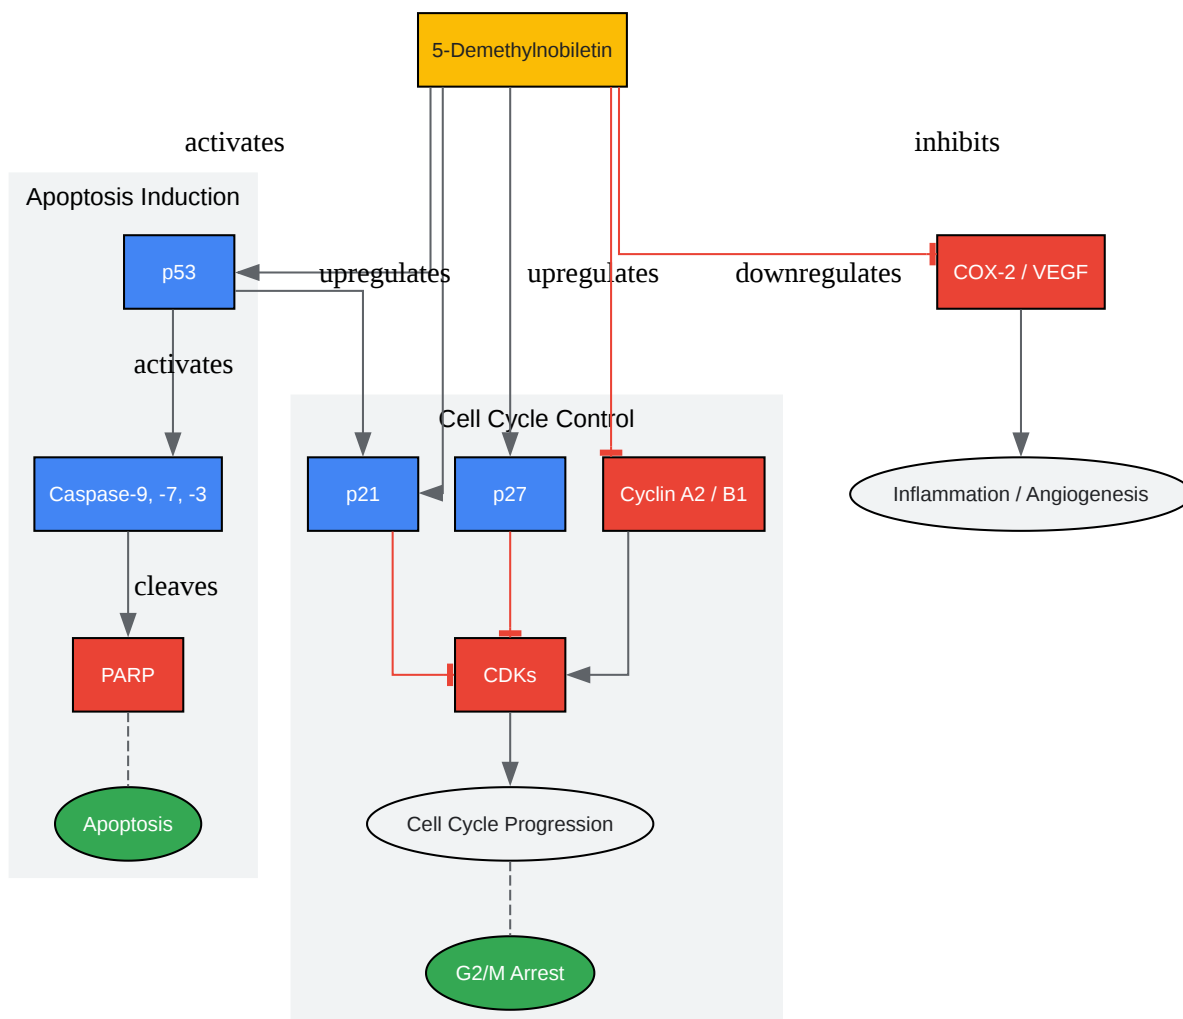 5-Demethylnobiletin
activates
inhibits
Apoptosis Induction
p53
upregulates
upregulates
downregulates
COX-2 / VEGF
activates
Cell Cycle Control
Caspase-9, -7, -3
p21
p27
Cyclin A2 / B1
Inflammation / Angiogenesis
cleaves
PARP
CDKs
Apoptosis
Cell Cycle Progression
G2/M Arrest